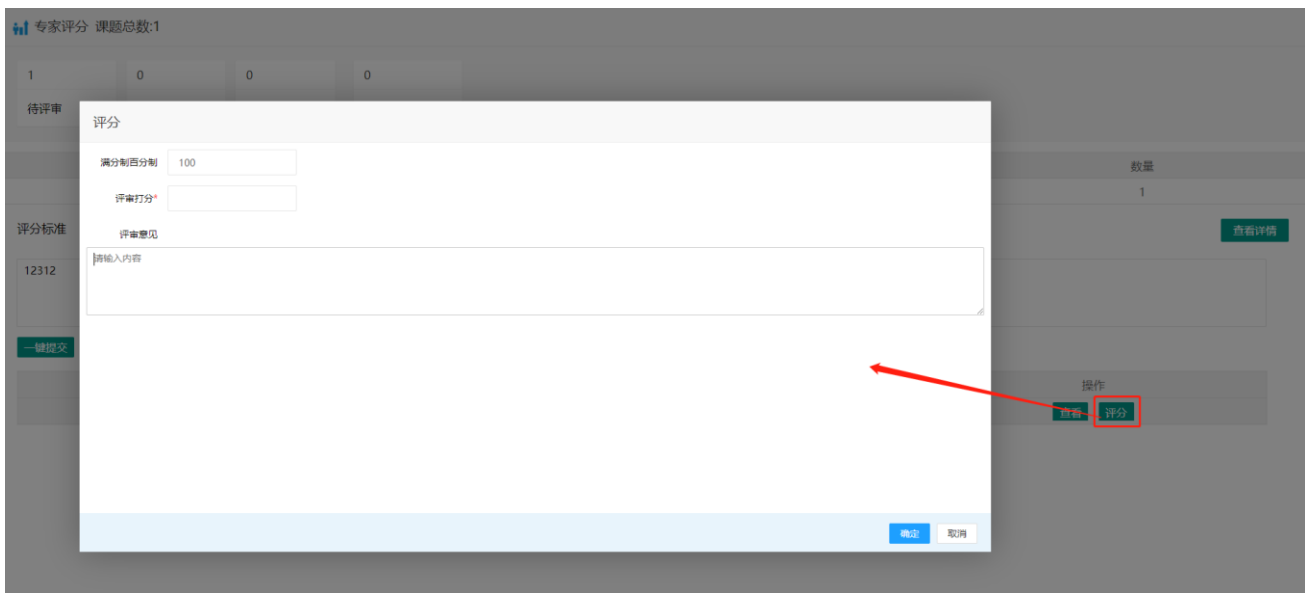 专家评分 课题总数:1
1 0 0 0
待评审
评分
满分制百分制 100
数量
评审打分*
1
评分标准
评审意见
查看详情
请输入内容
12312
一键提交
操作
查看 评分
确定 取消